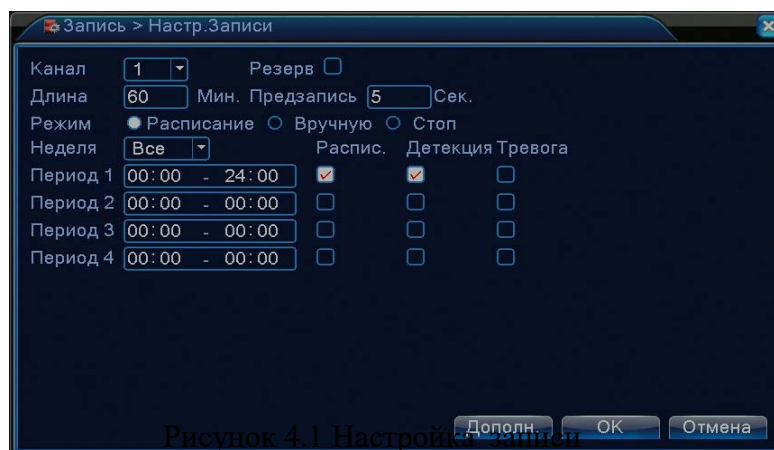 Запись > Настр.Записи
Канал 1 Резерв
Длина 60 Мин. Предзапись 5 Сек.
Режим Расписание Вручную Стоп
Неделя Все Распис. Детекция Тревога
Период 1 00:00 - 24:00
Период 2 00:00 - 00:00
Период 3 00:00 - 00:00
Период 4 00:00 - 00:00
Дополн. OK Отмена
Рисунок 4.1 Настройка записи